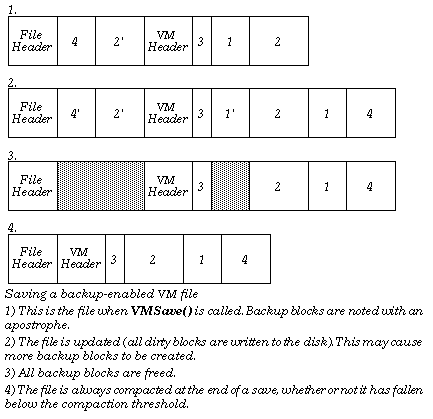 1.
File Header 4 2' VM Header 3 1 2
2.
File Header 4' 2' VM Header 3 1' 2 1 4
3.
File Header VM Header 3 2 1 4
4.
File Header VM Header 3 2 1 4
Saving a backup-enabled VM file
1) This is the file when VMSave() is called. Backup blocks are noted with an
apostrophe.
2) The file is updated (all dirty blocks are written to the disk). This may cause
more backup blocks to be created.
3) All backup blocks are freed.
4) The file is always compacted at the end of a save, whether or not it has fallen
below the compaction threshold.